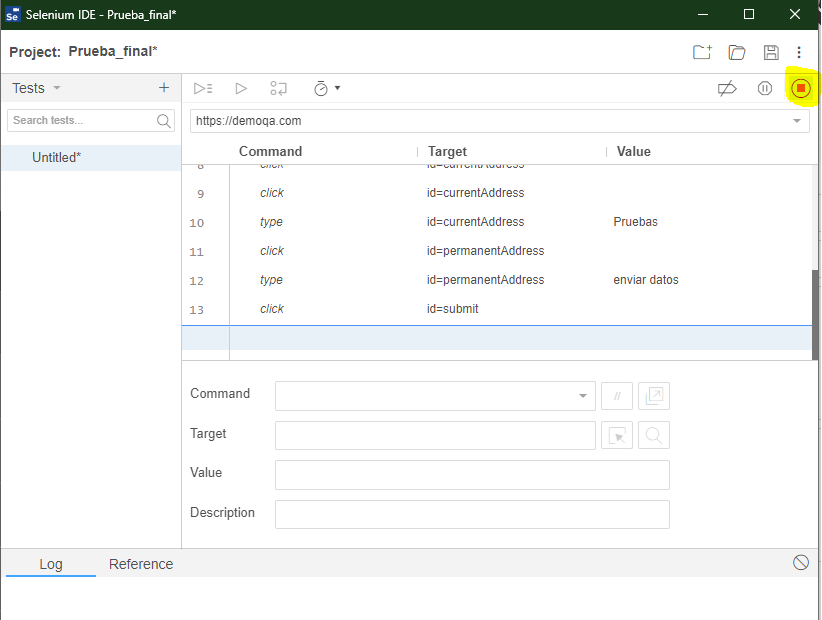 Selenium IDE - Prueba_final*
Project: Prueba_final*
Tests
Search tests...
Untitled*
https://demoqa.com
Command Target Value
8 click id=currentAddress
9 click id=currentAddress
10 type id=currentAddress Pruebas
11 click id=permanentAddress
12 type id=permanentAddress enviar datos
13 click id=submit
Command //
Target
Value
Description
Log Reference